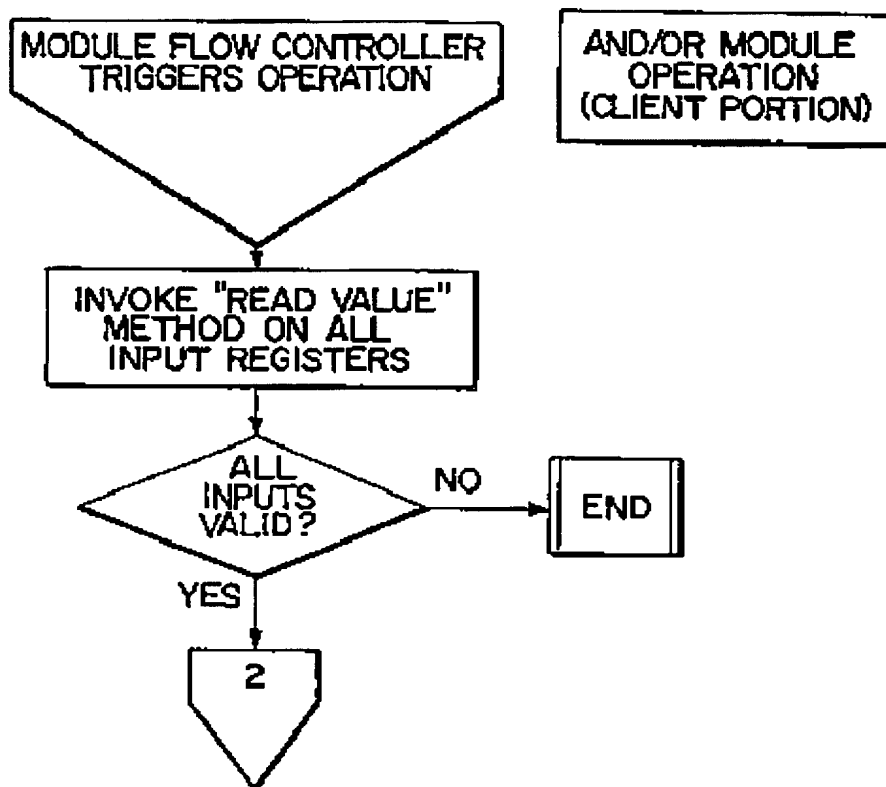 MODULE FLOW CONTROLLER
TRIGGERS OPERATION
AND/OR MODULE
OPERATION
(CLIENT PORTION)
INVOKE "READ VALUE"
METHOD ON ALL
INPUT REGISTERS
ALL
INPUTS
VALID?
NO
END
YES
2